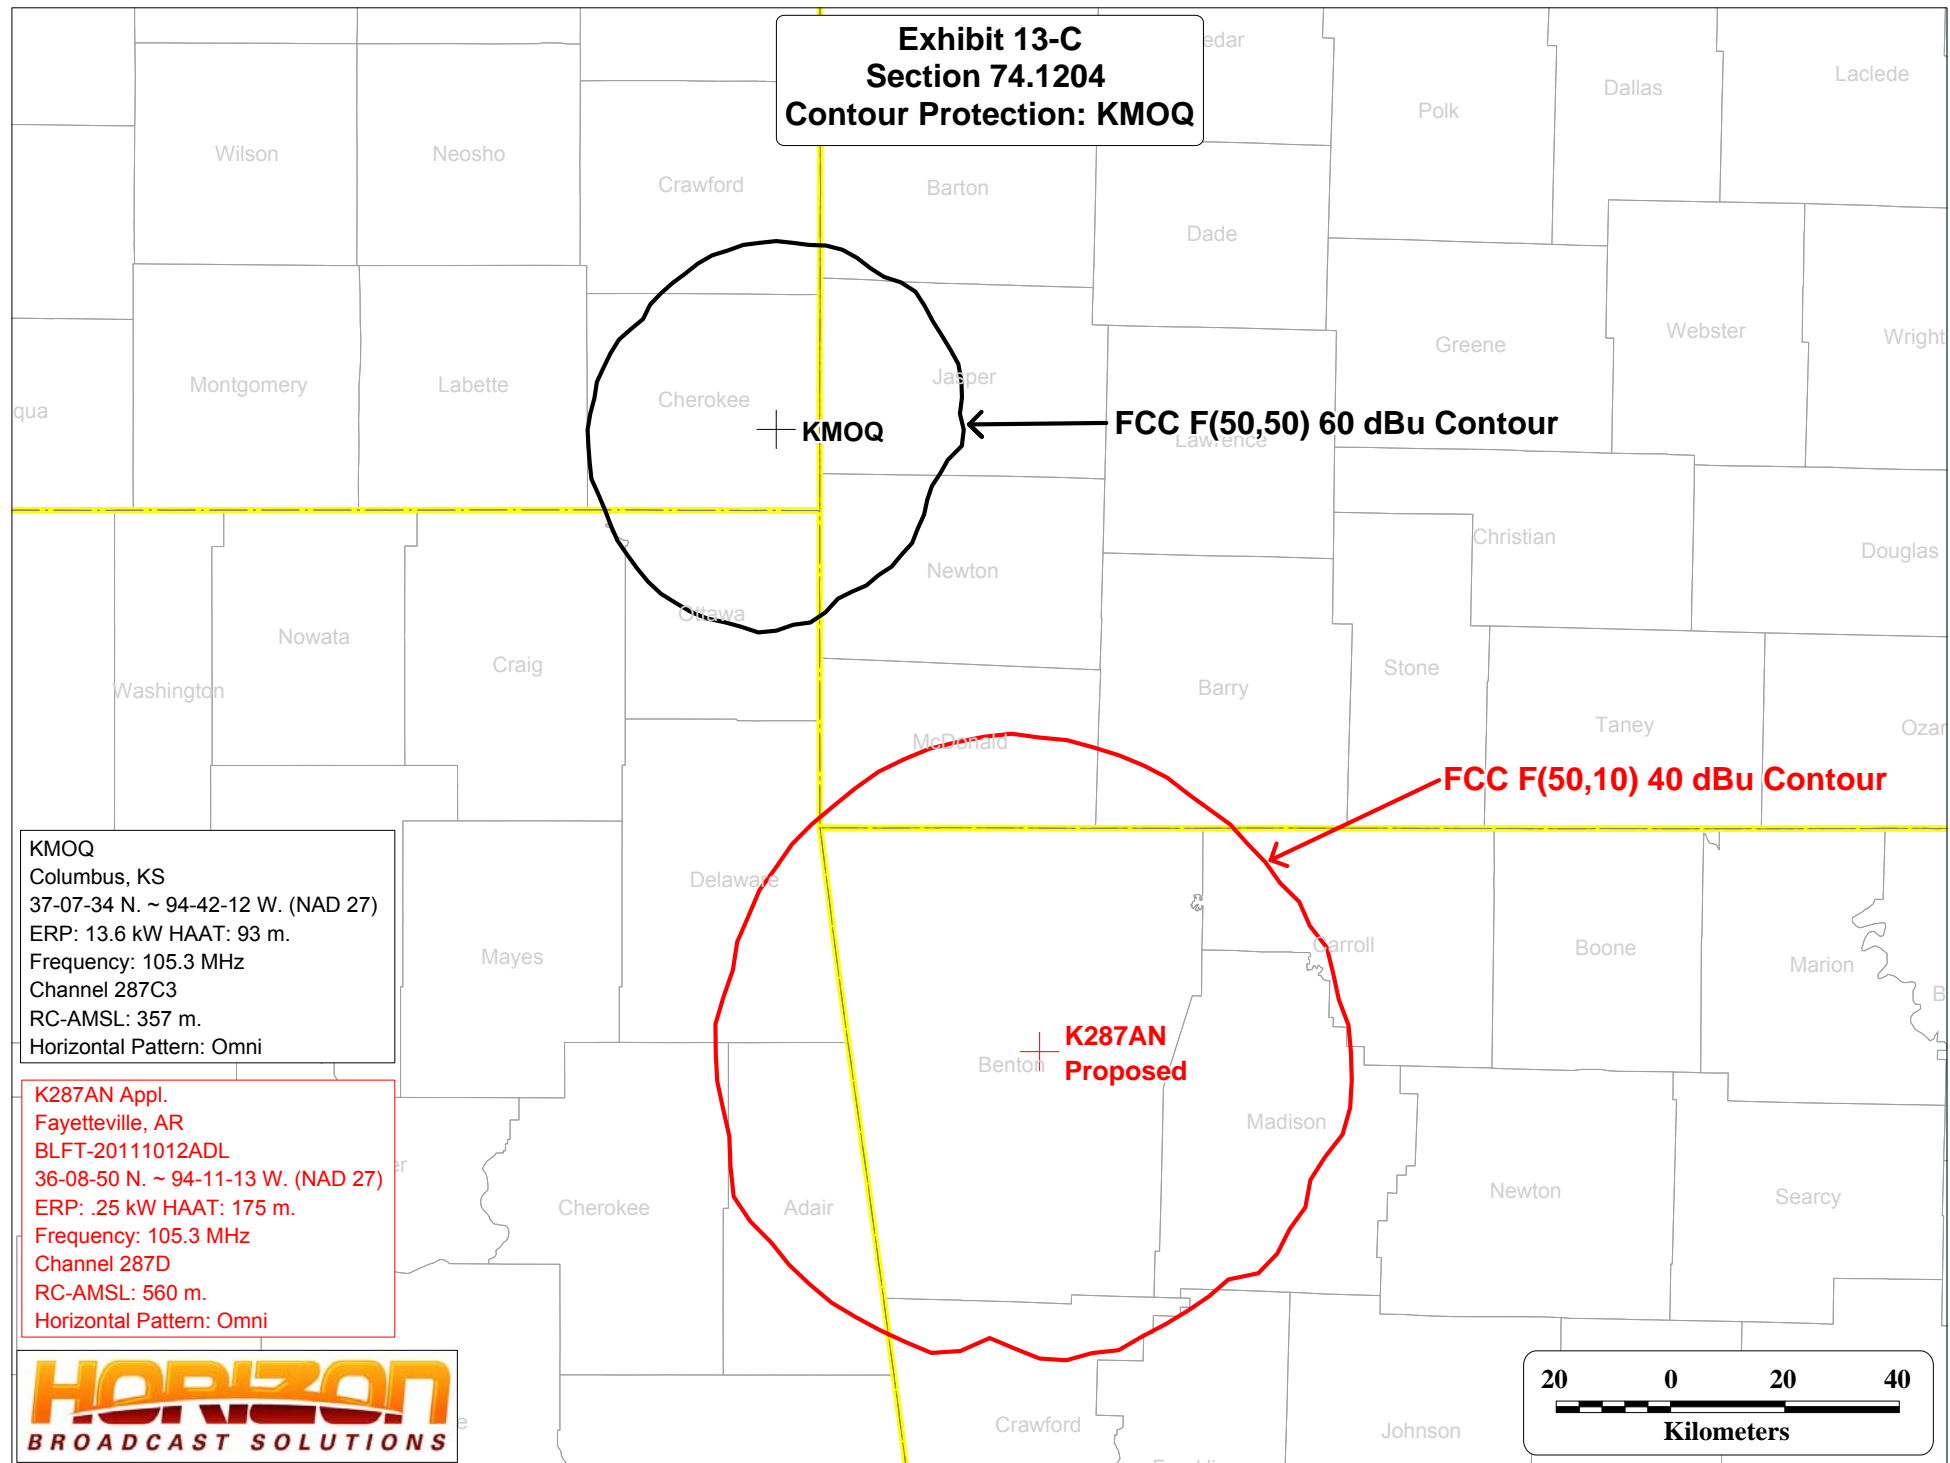 Exhibit 13-C
Section 74.1204
Contour Protection: KMOQ
edar
Laclede
Dallas
Polk
Wilson
Neosho
Crawford
Barton
Dade
Webster
Wright
Greene
Jasper
Montgomery
Labette
Cherokee
qua
KMOQ
FCC F(50,50) 60 dBu Contour
Lawrence
Christian
Douglas
Newton
Ottawa
Nowata
Craig
Stone
Washington
Barry
Taney
Ozar
McDonald
FCC F(50,10) 40 dBu Contour
KMOQ
Columbus, KS
37-07-34 N. ~ 94-42-12 W. (NAD 27)
ERP: 13.6 kW HAAT: 93 m.
Frequency: 105.3 MHz
Channel 287C3
RC-AMSL: 357 m.
Horizontal Pattern: Omni
Delaware
Mayes
Carroll
Boone
Marion
B
K287AN
Proposed
Benton
Madison
K287AN Appl.
Fayetteville, AR
BLFT-20111012ADL
36-08-50 N. ~ 94-11-13 W. (NAD 27)
ERP: .25 kW HAAT: 175 m.
Frequency: 105.3 MHz
Channel 287D
RC-AMSL: 560 m.
Horizontal Pattern: Omni
er
Cherokee
Adair
Newton
Searcy
HORIZON
BROADCAST SOLUTIONS
e
Crawford
Johnson
20 0 20 40
Kilometers